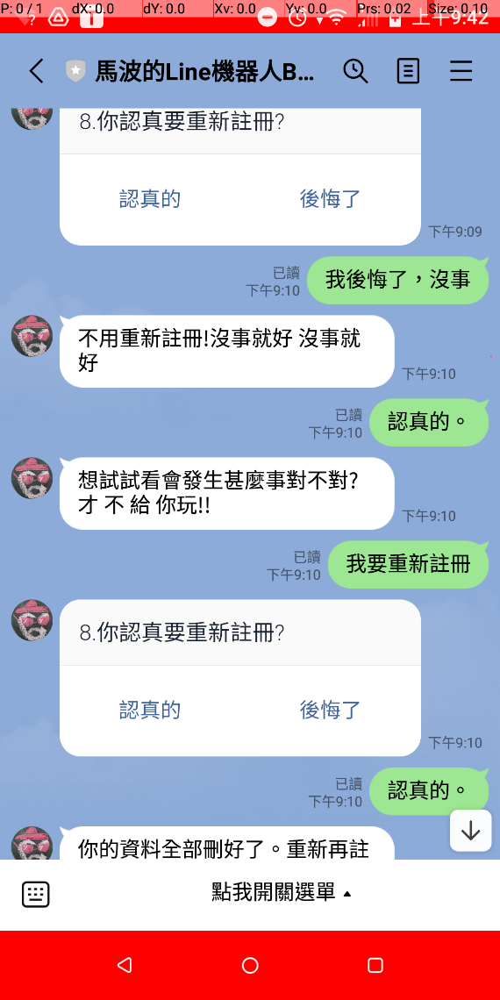 P: 0 / 1 dX: 0.0 dY: 0.0 Xv: 0.0 Yv: 0.0 Prs: 0.02 Size: 0.10
上午9:42
馬波的Line機器人B...
8.你認真要重新註冊?
認真的 後悔了
下午9:09
已讀
下午9:10
我後悔了，沒事
不用重新註冊!沒事就好 沒事就
好
下午9:10
已讀
下午9:10
認真的。
想試試看會發生甚麼事對不對?
才 不 給 你玩!!
下午9:10
已讀
下午9:10
我要重新註冊
8.你認真要重新註冊?
認真的 後悔了
下午9:10
已讀
下午9:10
認真的。
你的資料全部刪好了。重新再註
點我開關選單